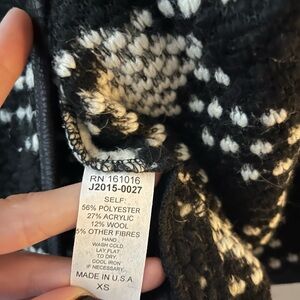 RN 161016
J2015-0027
SELF:
56% POLYESTER
27% ACRYLIC
12% WOOL
5% OTHER FIBRES
HAND
WASH COLD.
LAY FLAT
TO DRY.
COOL IRON
IF NECESSARY.
MADE IN U.S.A.
XS